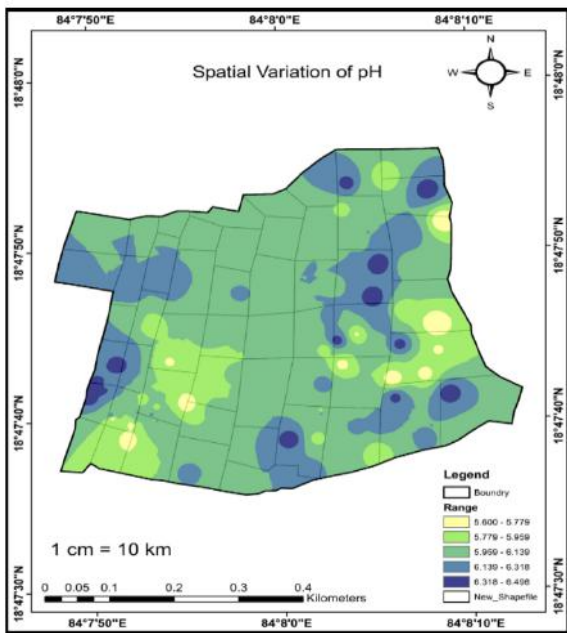 84°7'50"E 84°8'0"E 84°8'10"E
N
W E
S
Spatial Variation of pH
18°48'0"N 18°48'0"N
18°47'50"N 18°47'50"N
18°47'40"N 18°47'40"N
18°47'30"N 18°47'30"N
Legend
Boundry
Range
5.600 - 5.779
5.779 - 5.959
5.959 - 6.139
6.139 - 6.318
6.318 - 6.498
New_Shapefile
1 cm = 10 km
0 0.05 0.1 0.2 0.3 0.4
Kilometers
84°7'50"E 84°8'0"E 84°8'10"E